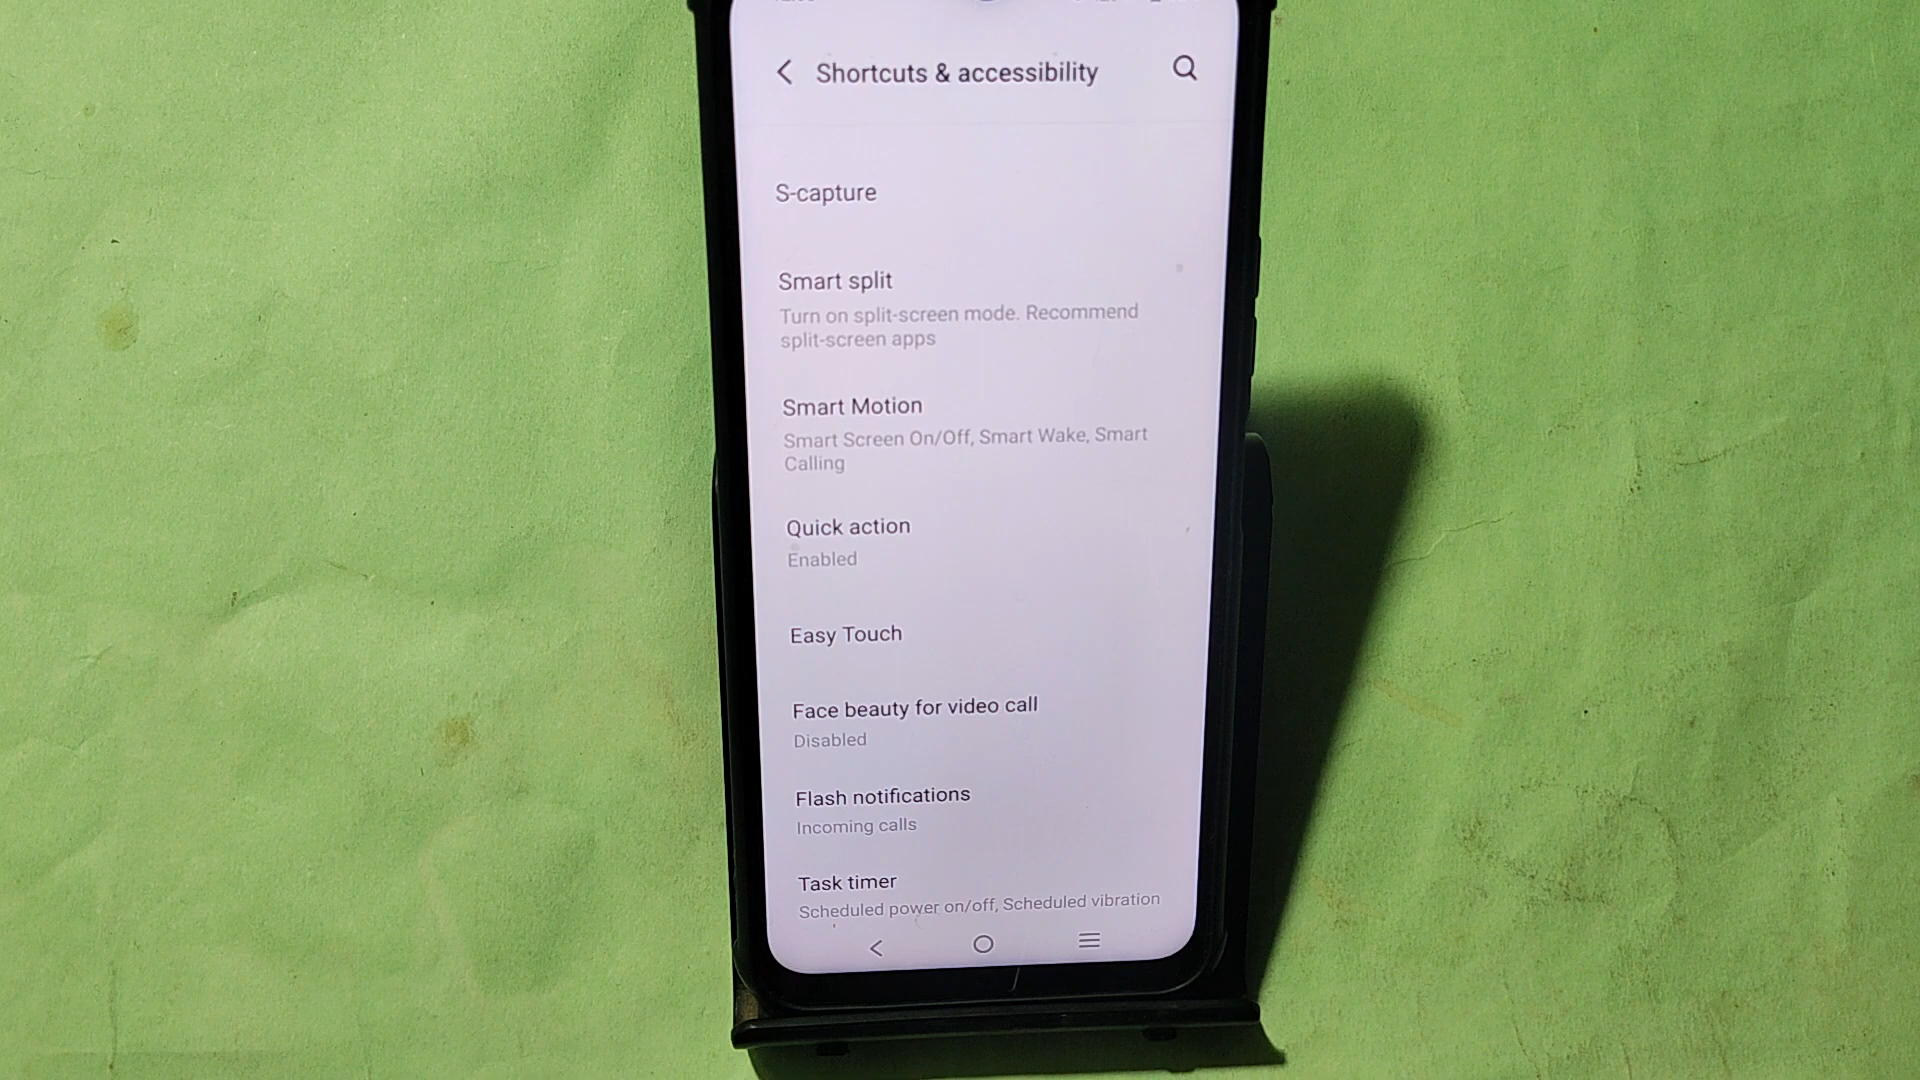 Shortcuts & accessibility
S-capture
Smart split
Turn on split-screen mode. Recommend
split-screen apps
Smart Motion
Smart Screen On/Off, Smart Wake, Smart
Calling
Quick action
Enabled
Easy Touch
Face beauty for video call
Disabled
Flash notifications
Incoming calls
Task timer
Scheduled power on/off, Scheduled vibration